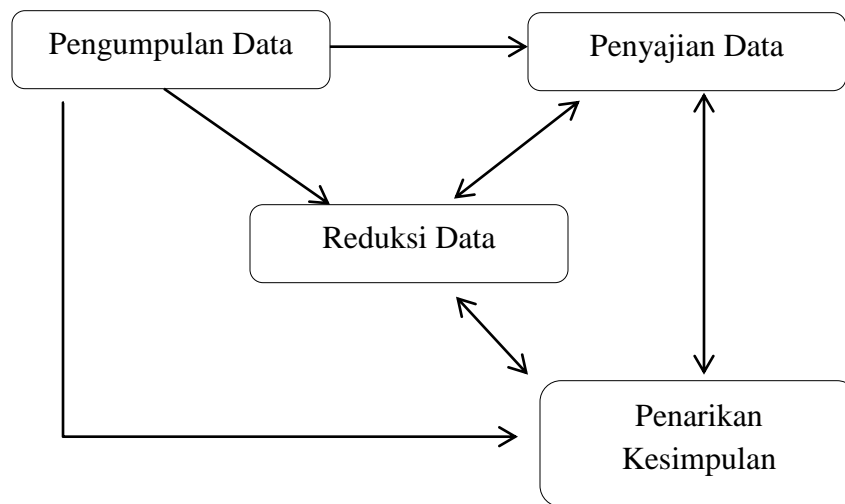 Pengumpulan Data
Penyajian Data
Reduksi Data
Penarikan
Kesimpulan